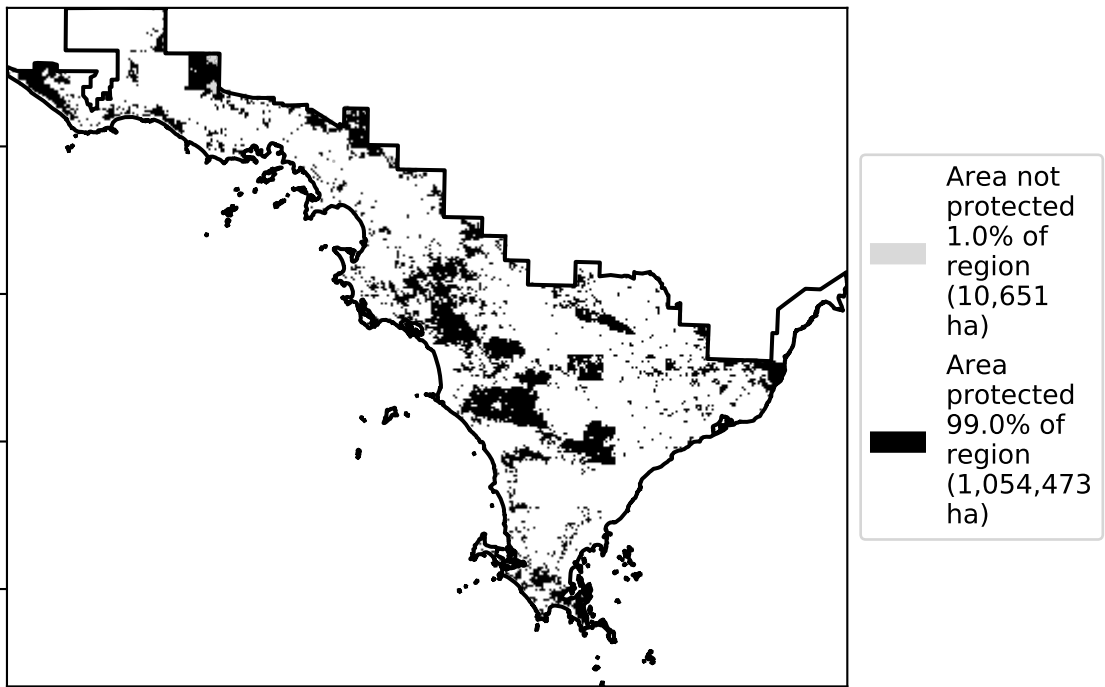 Area not
protected
1.0% of
region
(10,651
ha)
Area
protected
99.0% of
region
(1,054,473
ha)